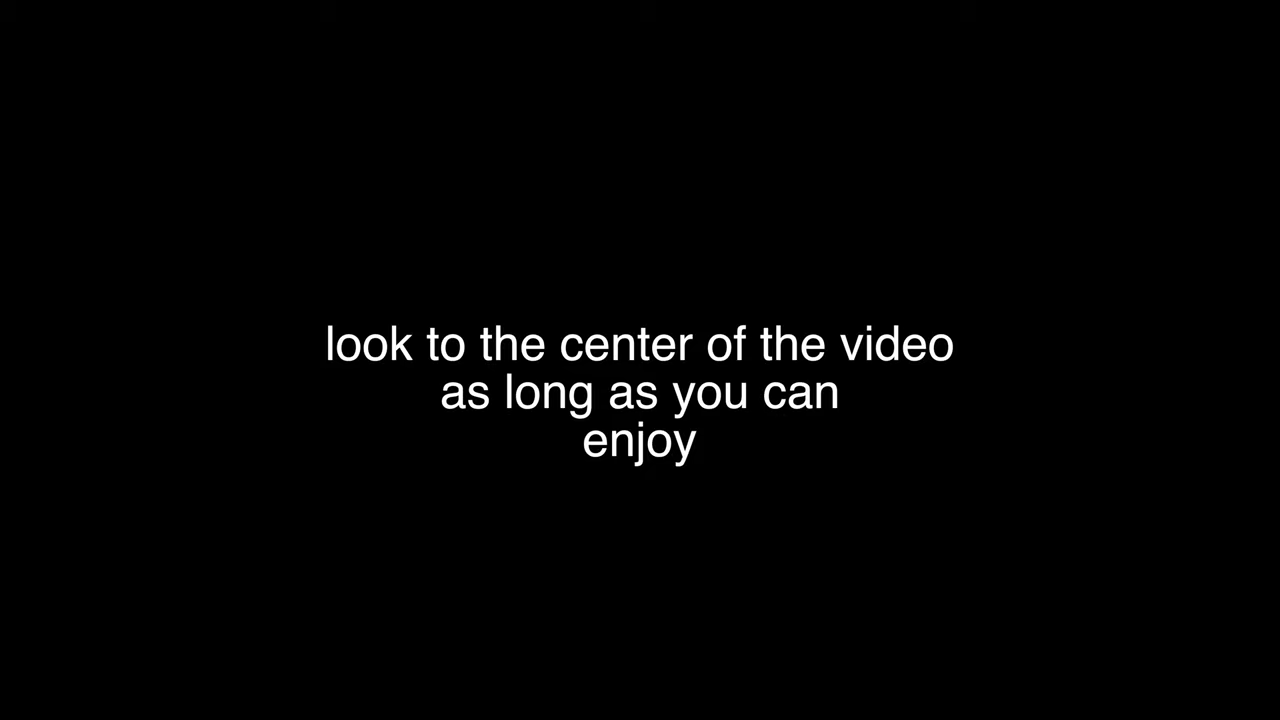 look to the center of the video
as long as you can
enjoy